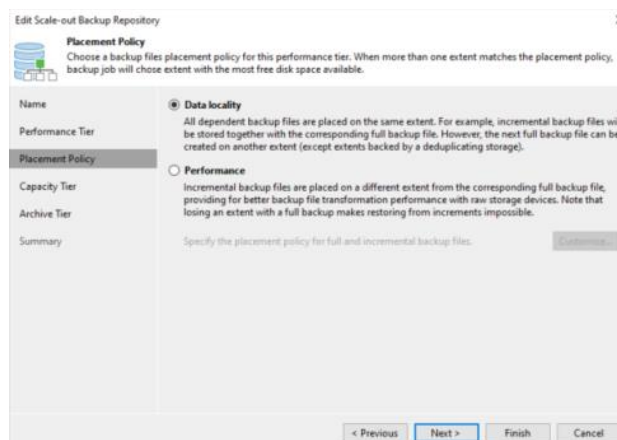 Edit Scale-out Backup Repository
Placement Policy
Choose a backup files placement policy for this performance tier. When more than one extent matches the placement policy,
backup job will chose extent with the most free disk space available.
Name
Performance Tier
Placement Policy
Capacity Tier
Archive Tier
Summary
Data locality
All dependent backup files are placed on the same extent. For example, incremental backup files wi
be stored together with the corresponding full backup file. However, the next full backup file can be
created on another extent (except extents backed by a deduplicating storage).
Performance
Incremental backup files are placed on a different extent from the corresponding full backup file,
providing for better backup file transformation performance with raw storage devices. Note that
losing an extent with a full backup makes restoring from increments impossible.
Specify the placement policy for full and incremental backup files.
Customize...
< Previous
Next >
Finish
Cancel